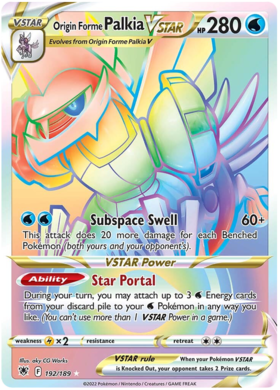 VSTAR Origin Forme Palkia VSTAR HP 280
Evolves from Origin Forme Palkia V
Subspace Swell 60+
This attack does 20 more damage for each Benched
Pokémon (both yours and your opponent's).
VSTAR Power
Ability Star Portal
During your turn, you may attach up to 3 Energy cards
from your discard pile to your Pokémon in any way you
like. (You can't use more than 1 VSTAR Power in a game.)
weakness ×2 resistance retreat
Illus. aky CG Works
VSTAR rule When your Pokémon VSTAR
is Knocked Out, your opponent takes 2 Prize cards.
F 192/189
©2022 Pokémon / Nintendo / Creatures / GAME FREAK